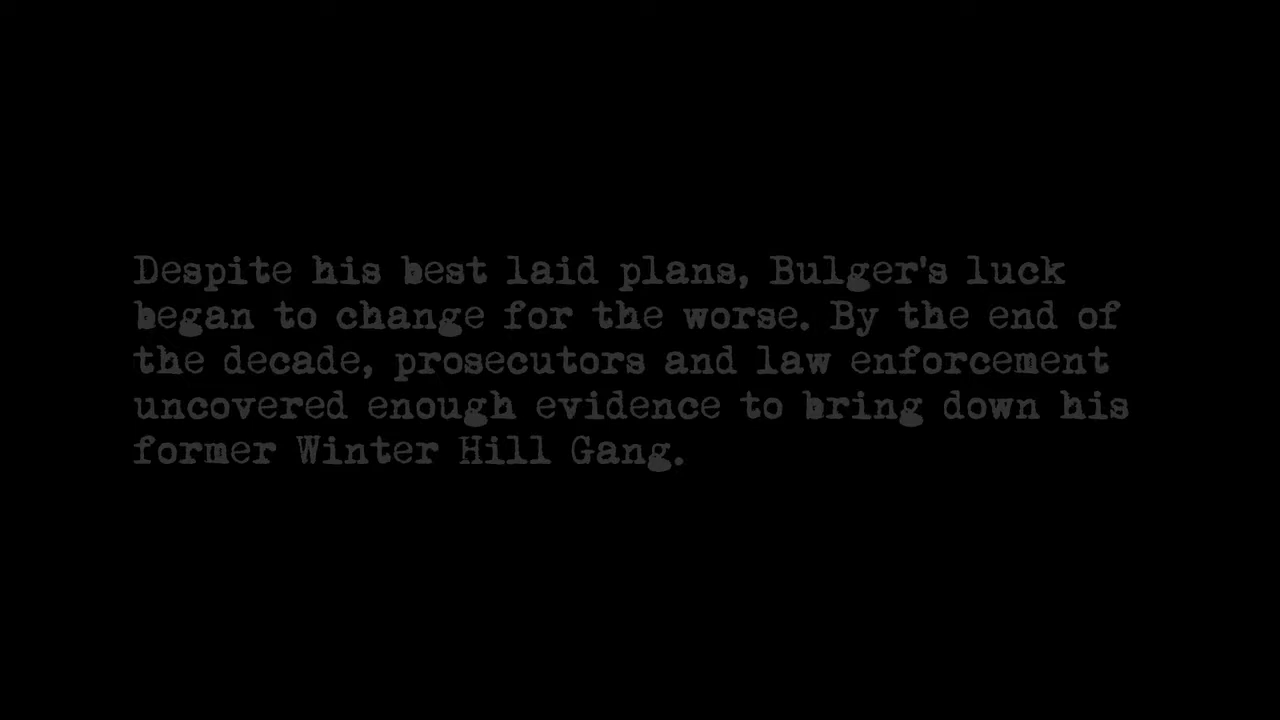 Despite his best laid plans, Bulger's luck
began to change for the worse. By the end of
the decade, prosecutors and law enforcement
uncovered enough evidence to bring down his
former Winter Hill Gang.